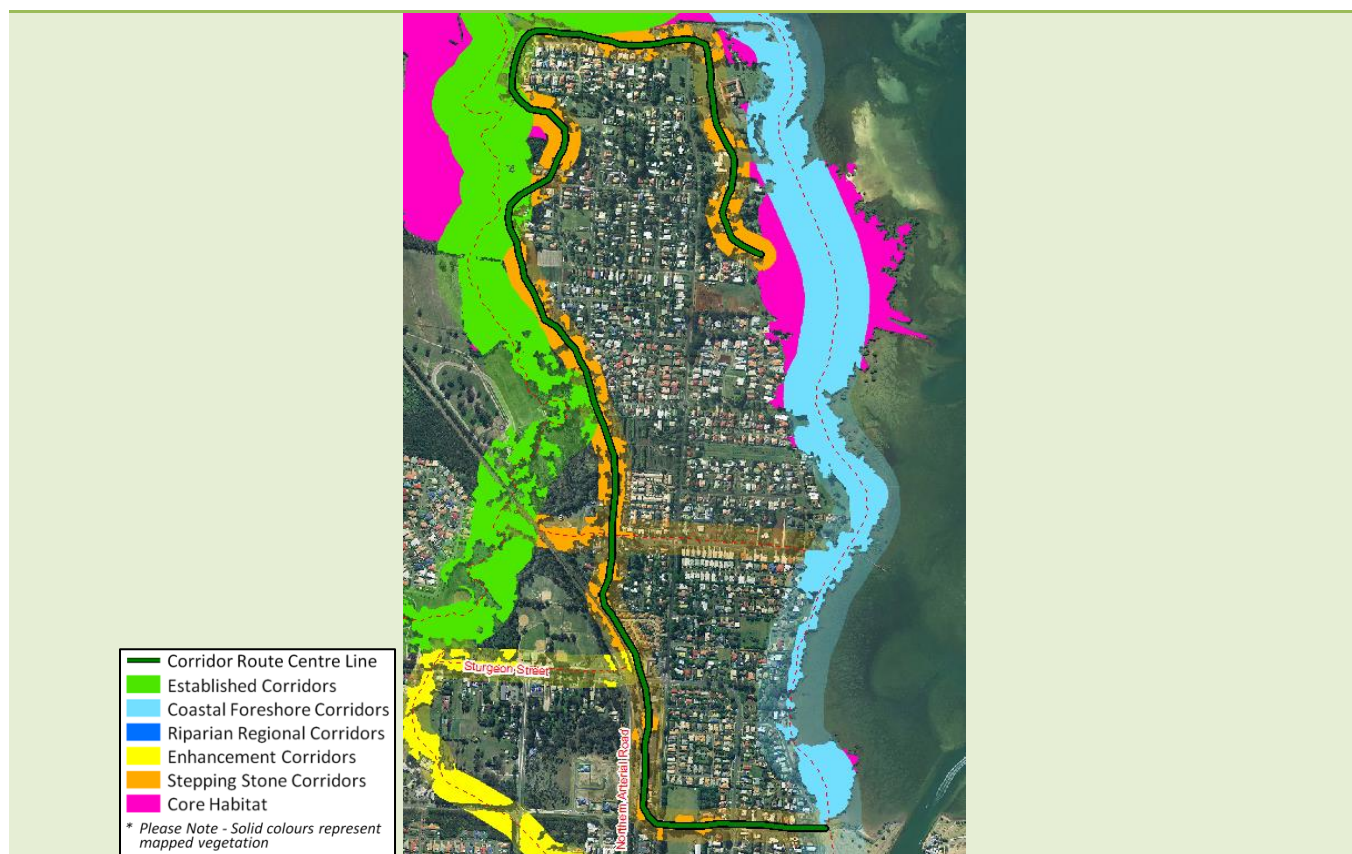 Sturgeon Street
Northern Arterial Road
Corridor Route Centre Line
Established Corridors
Coastal Foreshore Corridors
Riparian Regional Corridors
Enhancement Corridors
Stepping Stone Corridors
Core Habitat
* Please Note - Solid colours represent
mapped vegetation